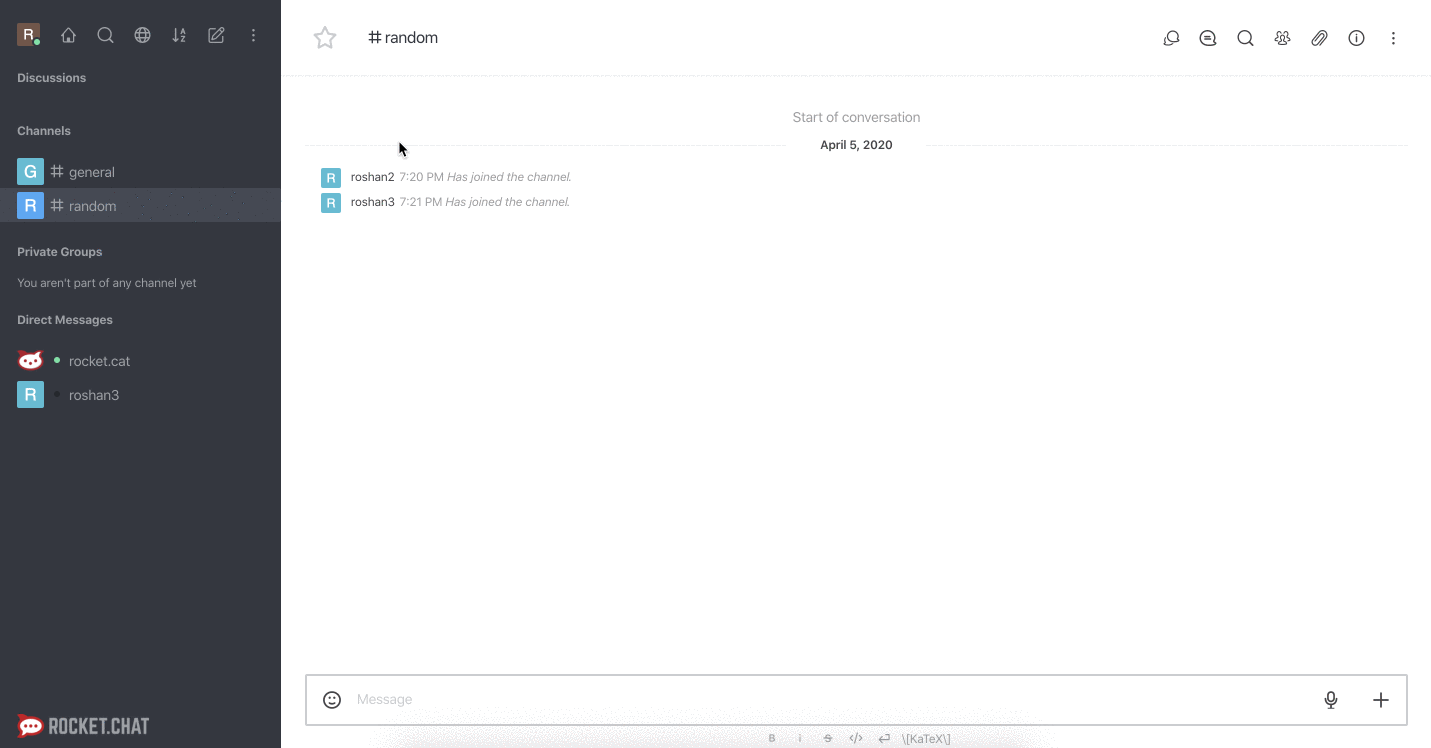 R
Discussions
Channels
G # general
R # random
Private Groups
You aren't part of any channel yet
Direct Messages
rocket.cat
R roshan3
ROCKET.CHAT
# random
Start of conversation
April 5, 2020
R roshan2 7:20 PM Has joined the channel.
R roshan3 7:21 PM Has joined the channel.
Message
B i S </> \[KaTeX\]